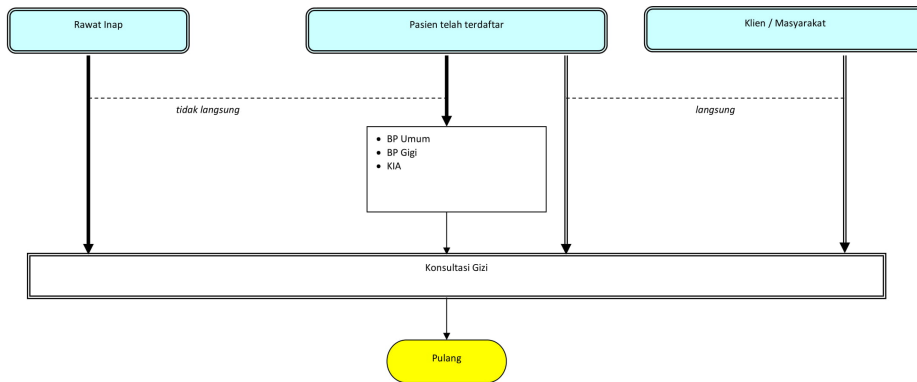 Rawat Inap
Pasien telah terdaftar
Klien / Masyarakat
tidak langsung
langsung
• BP Umum
• BP Gigi
• KIA
Konsultasi Gizi
Pulang